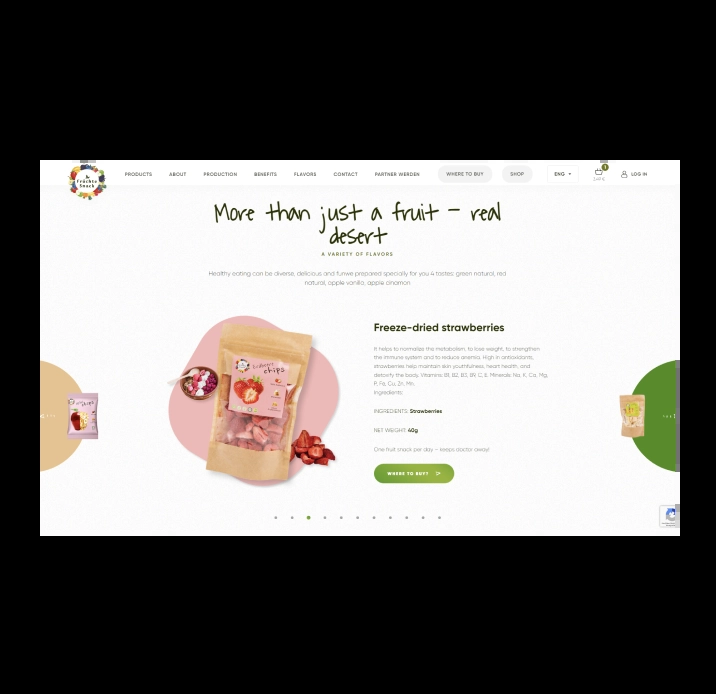 Früchte
Snack
PRODUCTS
ABOUT
PRODUCTION
BENEFITS
FLAVORS
CONTACT
PARTNER WERDEN
WHERE TO BUY
SHOP
ENG
1
LOG IN
More than just a fruit – real
desert
A VARIETY OF FLAVORS
Healthy eating can be diverse, delicious and funwe prepared specially for you 4 tastes: green natural, red
natural, apple vanilla, apple cinamon
Erdbeere
chips
Freeze-dried strawberries
It helps to normalize the metabolism, to lose weight, to strengthen
the immune system and to reduce anemia. High in antioxidants,
strawberries help maintain skin youthfulness, heart health, and
detoxify the body. Vitamins: B1, B2, B3, B9, C, E. Minerals: Na, K, Ca, Mg,
P, Fe, Cu, Zn, Mn.
Ingredients:
INGREDIENTS: Strawberries
NET WEIGHT: 40g
One fruit snack per day – keeps doctor away!
WHERE TO BUY?